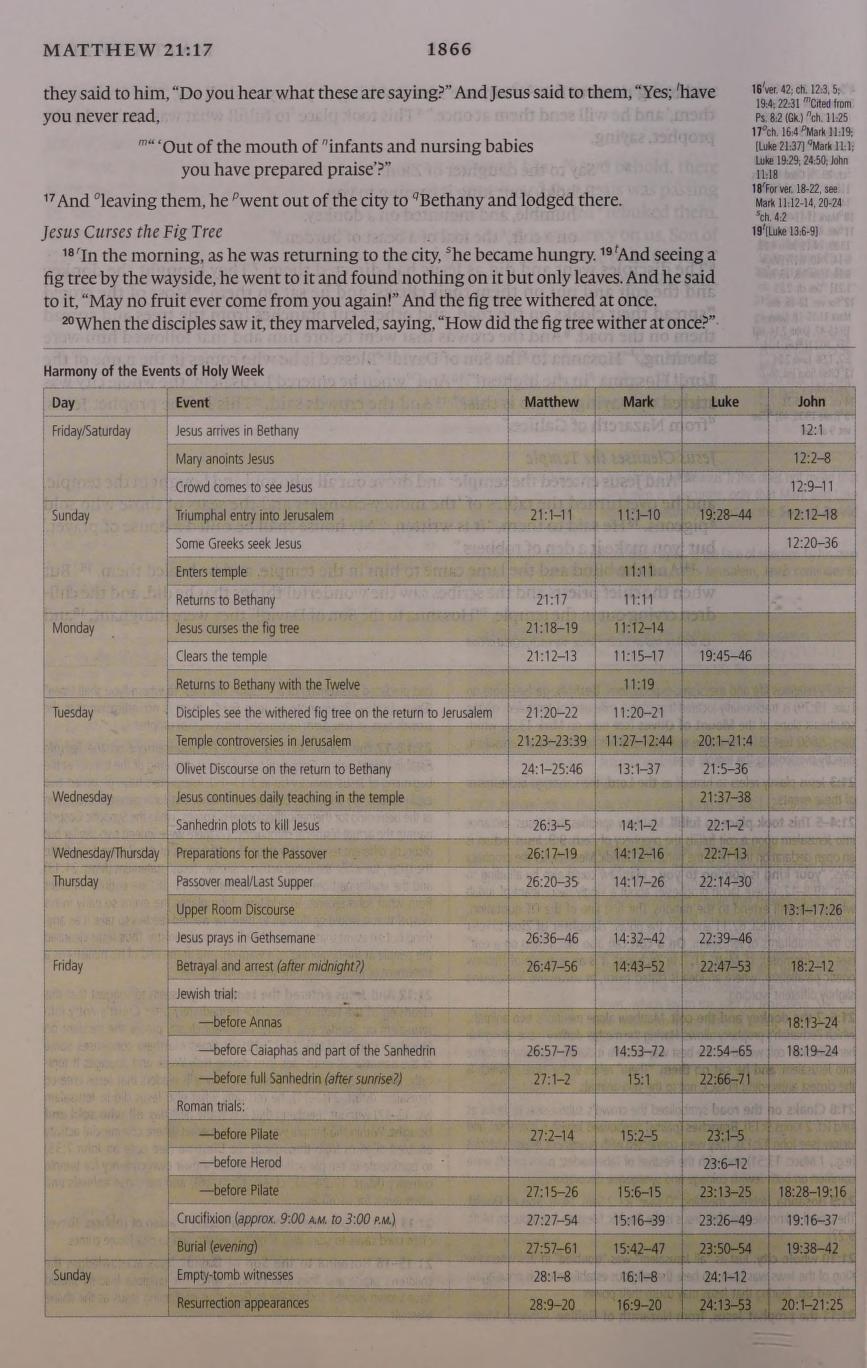 MATTHEW 21:17 1866
they said to him, “Do you hear what these are saying?” And Jesus said to them, “Yes; lhave
you never read,
m“ ‘Out of the mouth of ninfants and nursing babies
you have prepared praise’?”
17 And oleaving them, he pwent out of the city to qBethany and lodged there.
Jesus Curses the Fig Tree
18 rIn the morning, as he was returning to the city, she became hungry. 19 tAnd seeing a
fig tree by the wayside, he went to it and found nothing on it but only leaves. And he said
to it, “May no fruit ever come from you again!” And the fig tree withered at once.
20 When the disciples saw it, they marveled, saying, “How did the fig tree wither at once?”
16 lver. 42; ch. 12:3, 5;
19:4; 22:31 mCited from
Ps. 8:2 (Gk.) nch. 11:25
17 och. 16:4 pMark 11:19;
[Luke 21:37] qMark 11:1;
Luke 19:29; 24:50; John
11:18
18 rFor ver. 18-22, see
Mark 11:12-14, 20-24
sch. 4:2
19 t[Luke 13:6-9]
Harmony of the Events of Holy Week
Day Event Matthew Mark Luke John
Friday/Saturday Jesus arrives in Bethany 12:1
Mary anoints Jesus 12:2–8
Crowd comes to see Jesus 12:9–11
Sunday Triumphal entry into Jerusalem 21:1–11 11:1–10 19:28–44 12:12–18
Some Greeks seek Jesus 12:20–36
Enters temple 11:11
Returns to Bethany 21:17 11:11
Monday Jesus curses the fig tree 21:18–19 11:12–14
Clears the temple 21:12–13 11:15–17 19:45–46
Returns to Bethany with the Twelve 11:19
Tuesday Disciples see the withered fig tree on the return to Jerusalem 21:20–22 11:20–21
Temple controversies in Jerusalem 21:23–23:39 11:27–12:44 20:1–21:4
Olivet Discourse on the return to Bethany 24:1–25:46 13:1–37 21:5–36
Wednesday Jesus continues daily teaching in the temple 21:37–38
Sanhedrin plots to kill Jesus 26:3–5 14:1–2 22:1–2
Wednesday/Thursday Preparations for the Passover 26:17–19 14:12–16 22:7–13
Thursday Passover meal/Last Supper 26:20–35 14:17–26 22:14–30
Upper Room Discourse 13:1–17:26
Jesus prays in Gethsemane 26:36–46 14:32–42 22:39–46
Friday Betrayal and arrest (after midnight?) 26:47–56 14:43–52 22:47–53 18:2–12
Jewish trial:
—before Annas 18:13–24
—before Caiaphas and part of the Sanhedrin 26:57–75 14:53–72 22:54–65 18:19–24
—before full Sanhedrin (after sunrise?) 27:1–2 15:1 22:66–71
Roman trials:
—before Pilate 27:2–14 15:2–5 23:1–5
—before Herod 23:6–12
—before Pilate 27:15–26 15:6–15 23:13–25 18:28–19:16
Crucifixion (approx. 9:00 A.M. to 3:00 P.M.) 27:27–54 15:16–39 23:26–49 19:16–37
Burial (evening) 27:57–61 15:42–47 23:50–54 19:38–42
Sunday Empty-tomb witnesses 28:1–8 16:1–8 24:1–12
Resurrection appearances 28:9–20 16:9–20 24:13–53 20:1–21:25